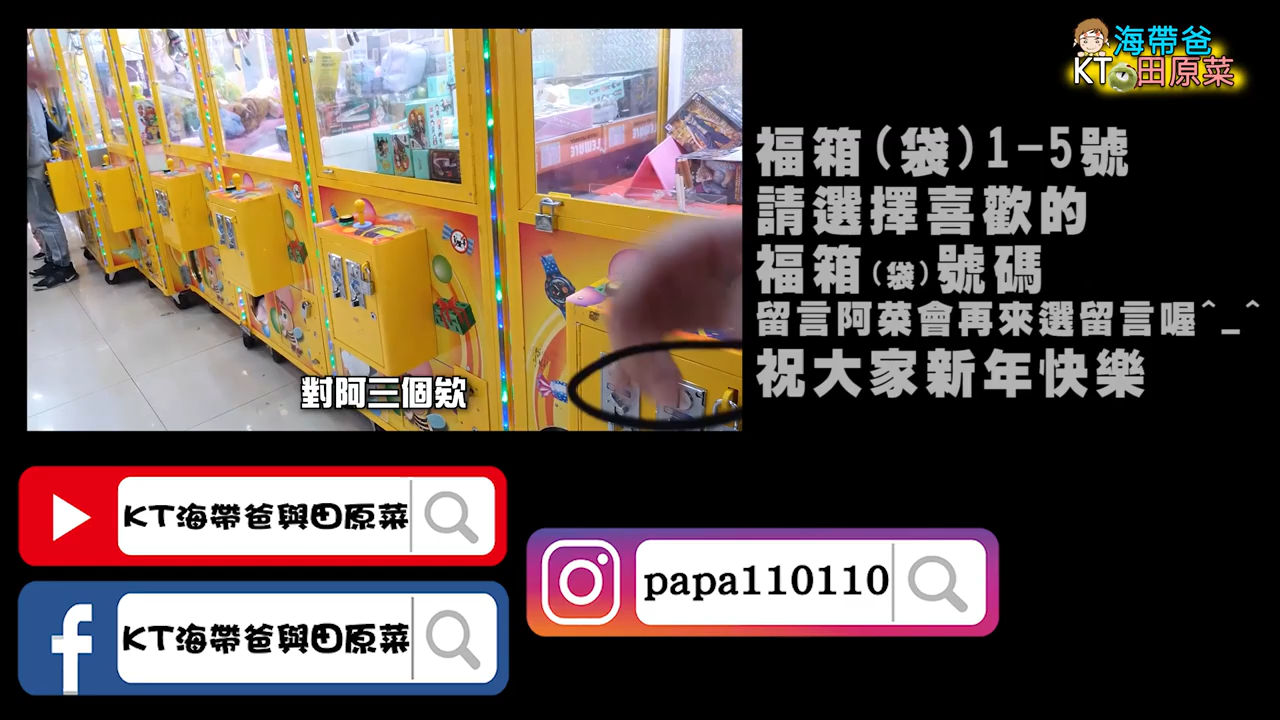 海帶爸
KT 田原菜
福箱(袋)1-5號
請選擇喜歡的
福箱(袋)號碼
留言阿菜會再來選留言喔^_^
祝大家新年快樂
FEMALE
對阿三個欸
KT海帶爸與田原菜
KT海帶爸與田原菜
papa110110